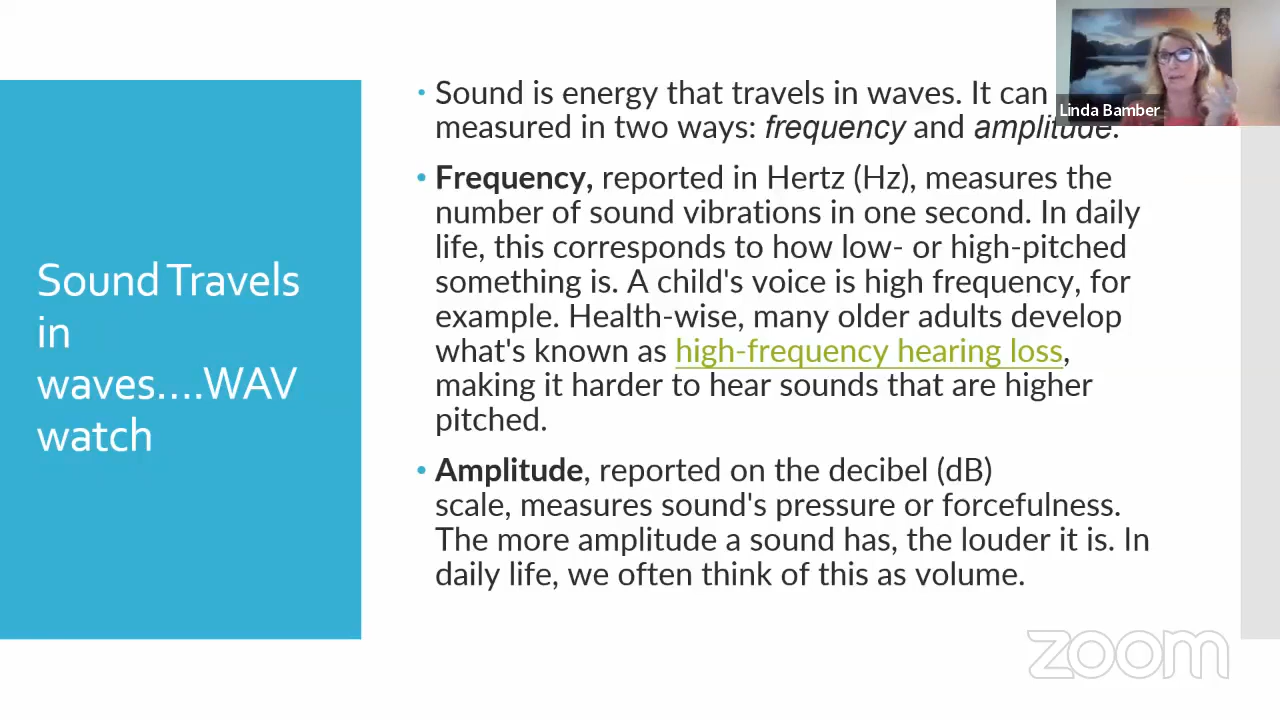 Sound Travels
in
waves....WAV
watch
• Sound is energy that travels in waves. It can
measured in two ways: frequency and amplitude.
• Frequency, reported in Hertz (Hz), measures the
number of sound vibrations in one second. In daily
life, this corresponds to how low- or high-pitched
something is. A child's voice is high frequency, for
example. Health-wise, many older adults develop
what's known as high-frequency hearing loss,
making it harder to hear sounds that are higher
pitched.
• Amplitude, reported on the decibel (dB)
scale, measures sound's pressure or forcefulness.
The more amplitude a sound has, the louder it is. In
daily life, we often think of this as volume.
Linda Bamber
zoom